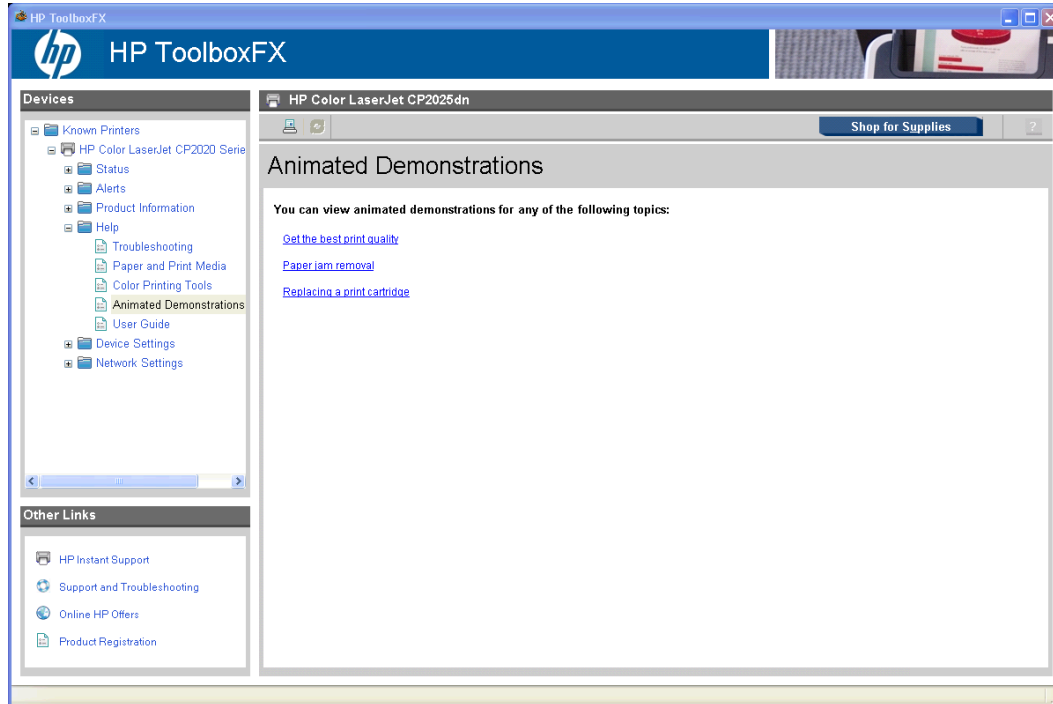 HP ToolboxFX
hp HP ToolboxFX
Devices
Known Printers
HP Color LaserJet CP2020 Serie
Status
Alerts
Product Information
Help
Troubleshooting
Paper and Print Media
Color Printing Tools
Animated Demonstrations
User Guide
Device Settings
Network Settings
Other Links
HP Instant Support
Support and Troubleshooting
Online HP Offers
Product Registration
HP Color LaserJet CP2025dn
Shop for Supplies ?
Animated Demonstrations
You can view animated demonstrations for any of the following topics:
Get the best print quality
Paper jam removal
Replacing a print cartridge